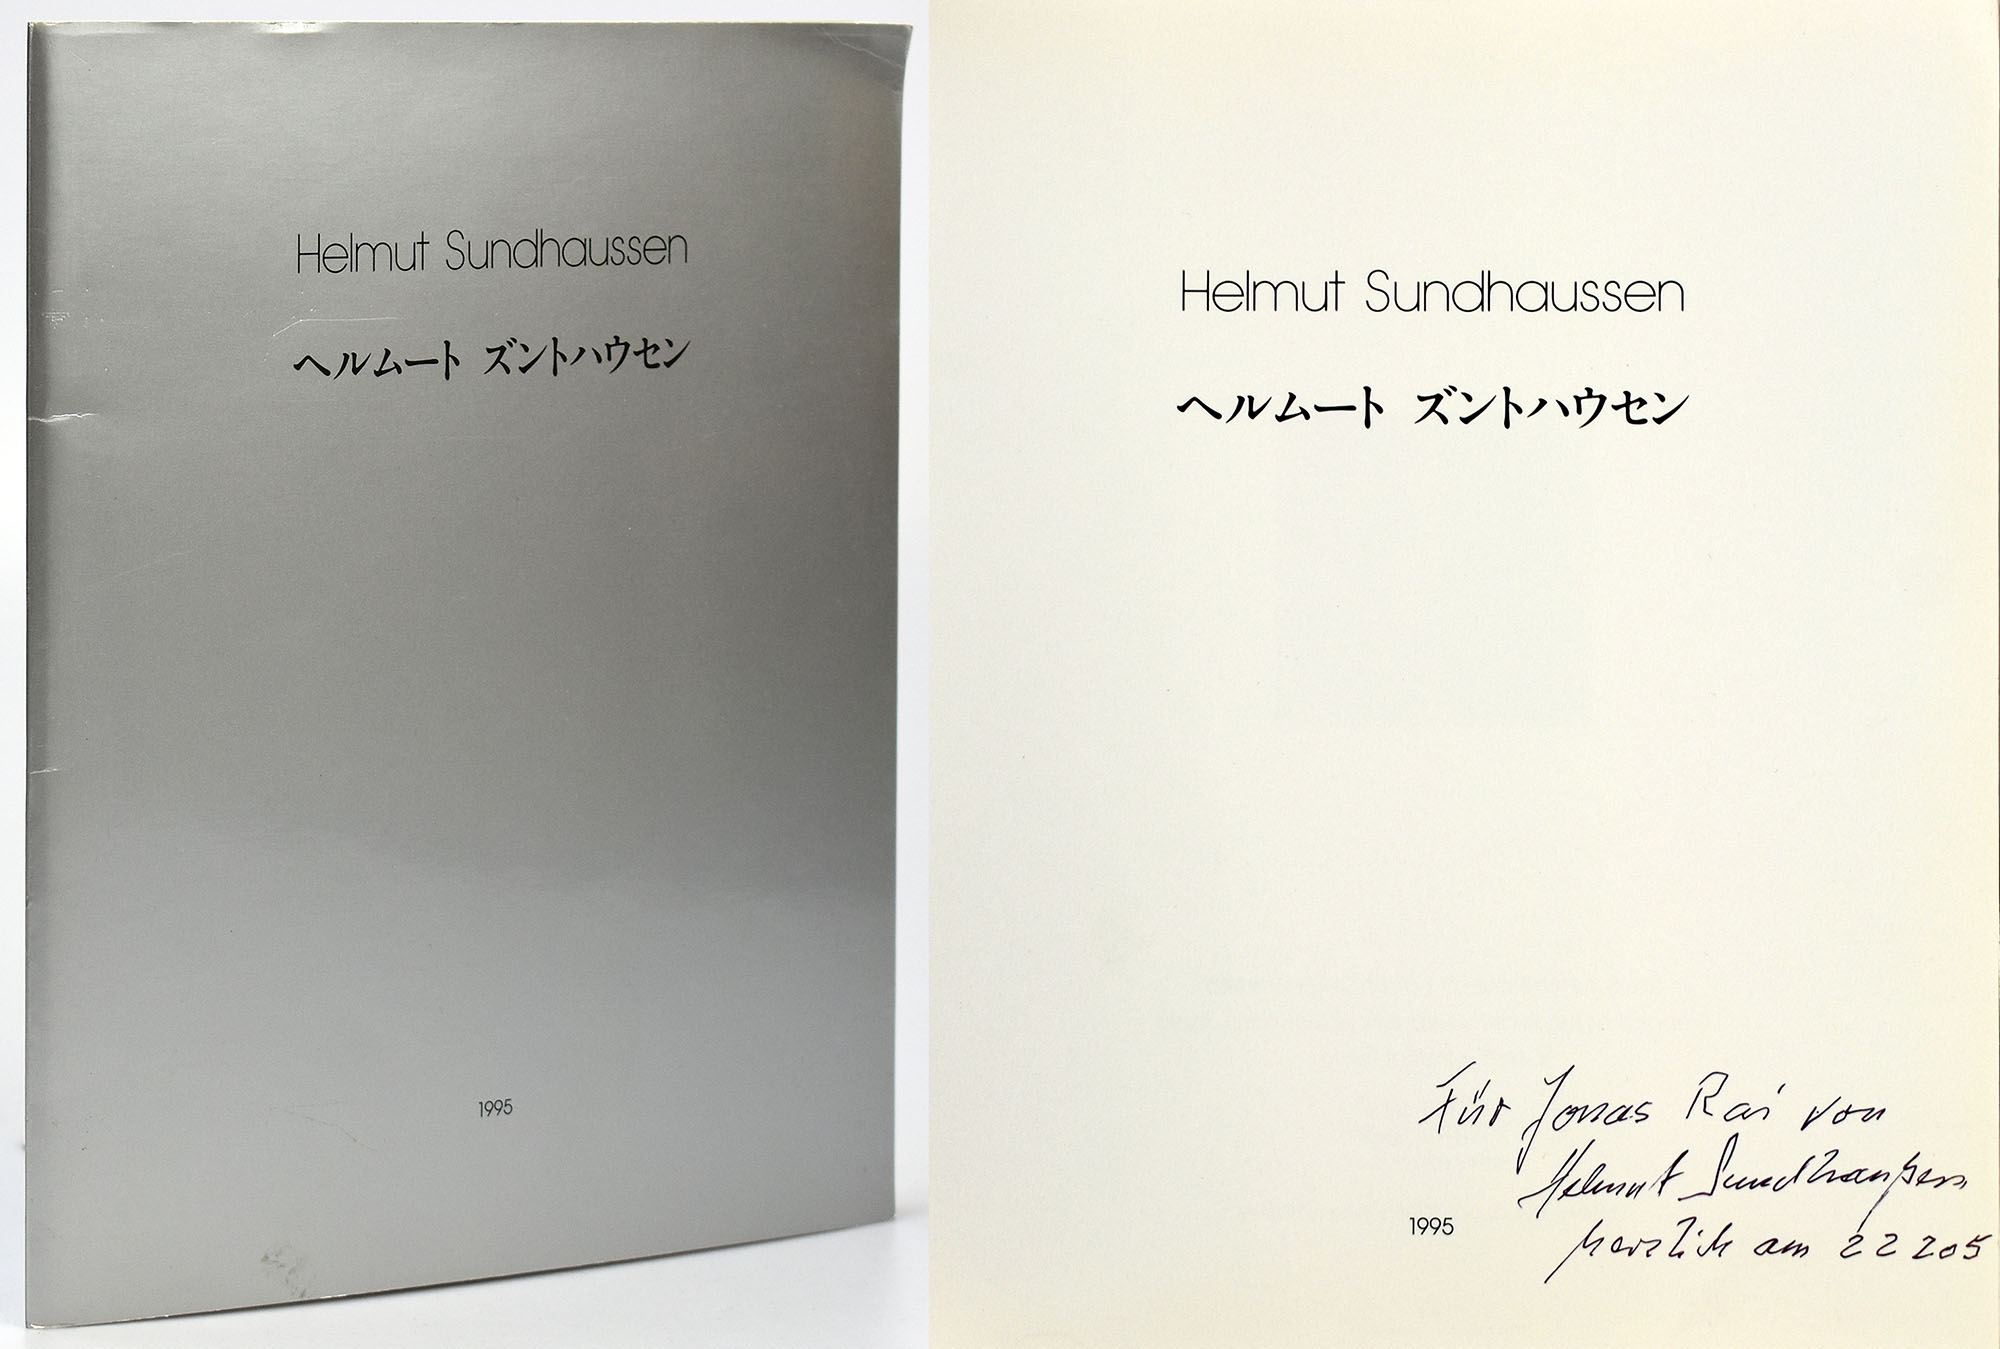 Helmut Sundhaussen
ヘルムート ズントハウセン
1995
Helmut Sundhaussen
ヘルムート ズントハウセン
1995
Für Jonas Rai von
Helmut Sundhaußen
herzlich am 22 2 05